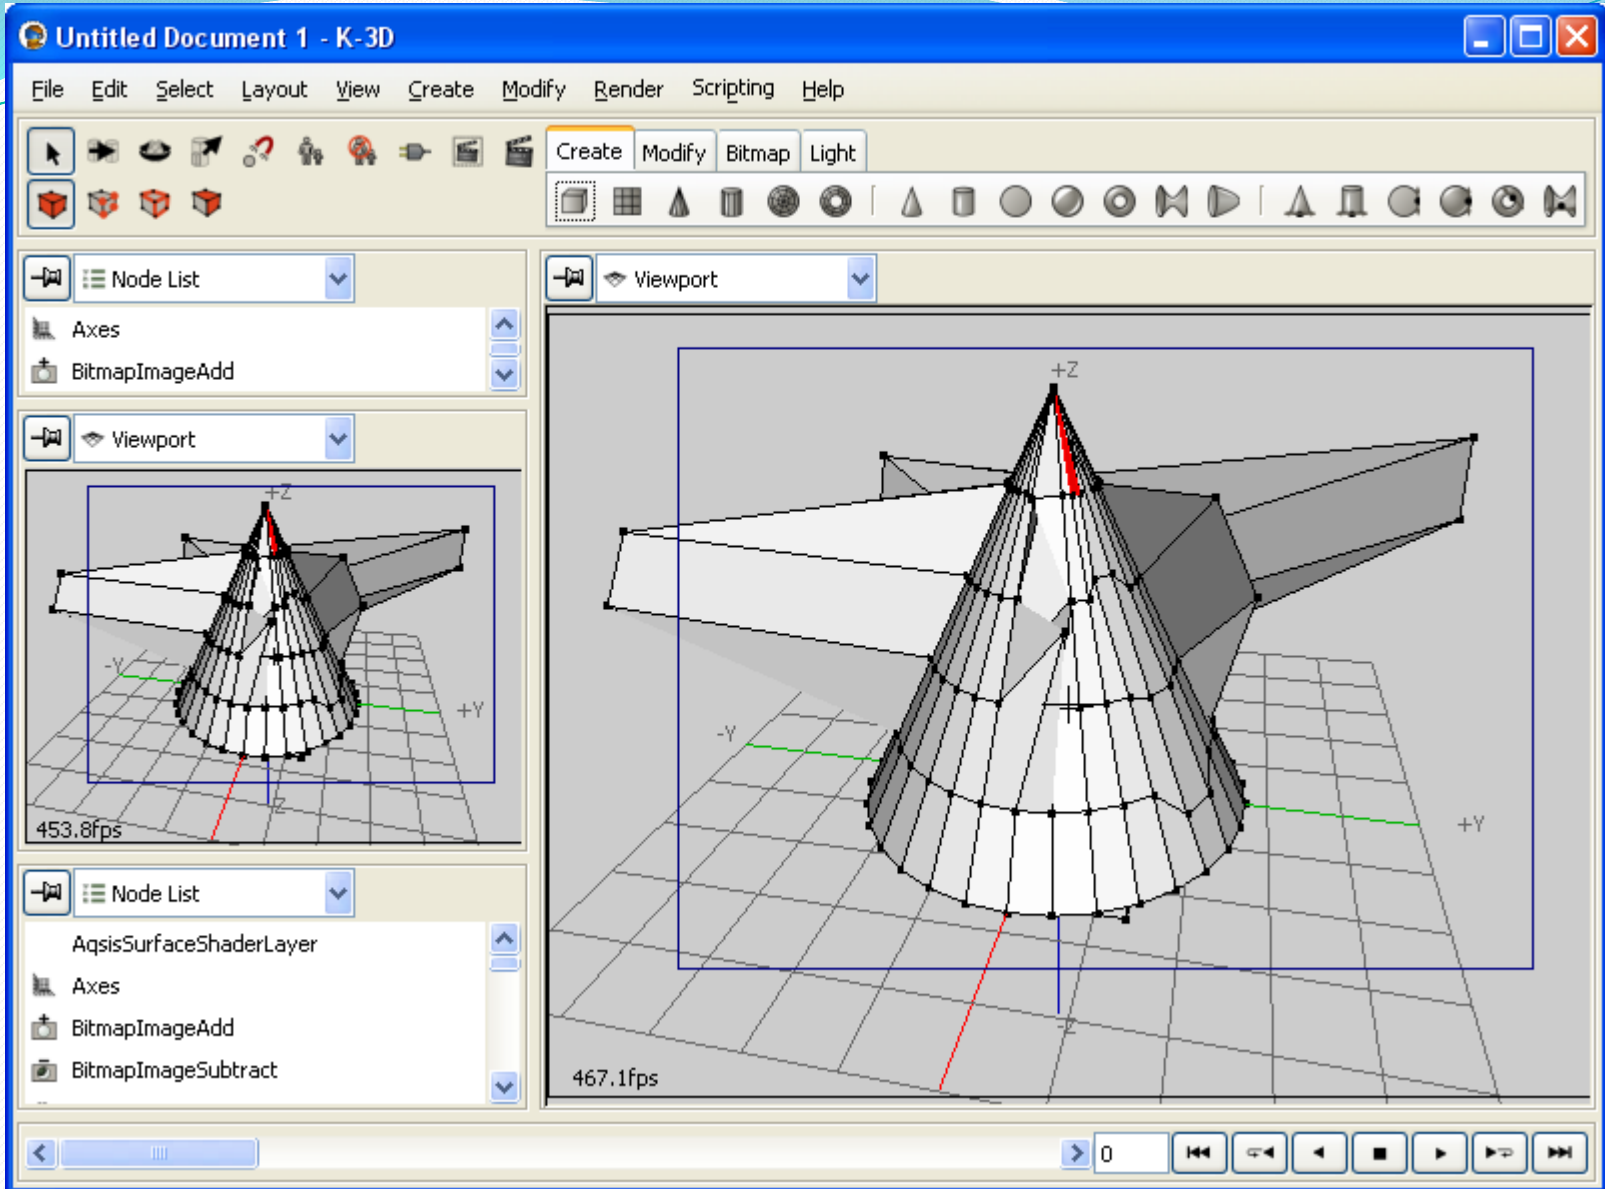 Untitled Document 1 - K-3D
File Edit Select Layout View Create Modify Render Scripting Help
Create Modify Bitmap Light
Node List
Axes
BitmapImageAdd
Viewport
+Z
-Y
+Y
-Z
453.8fps
Node List
AqsisSurfaceShaderLayer
Axes
BitmapImageAdd
BitmapImageSubtract
Viewport
+Z
-Y
+Y
-Z
467.1fps
0